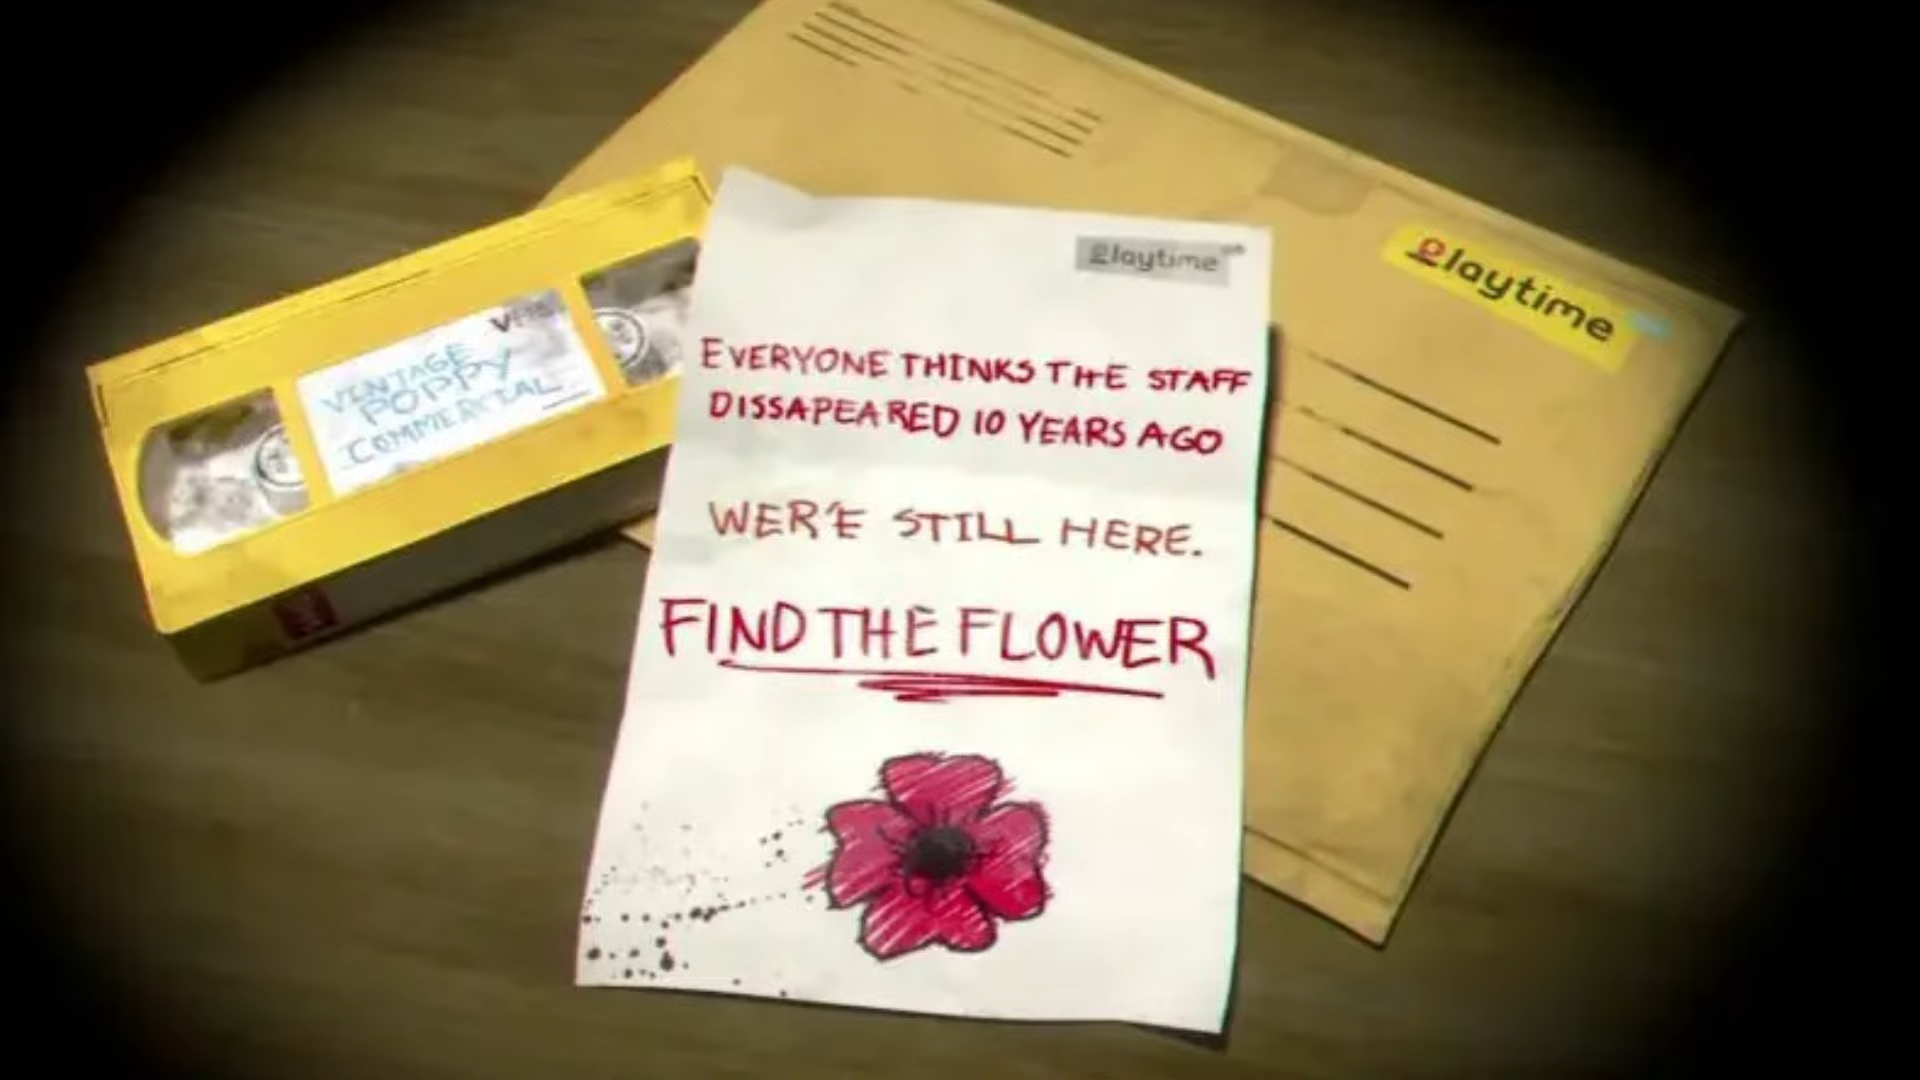 VHS
VINTAGE
POPPY
COMMERCIAL
Playtime
Playtime
EVERYONE THINKS THE STAFF
DISSAPEARED 10 YEARS AGO
WER'E STILL HERE.
FIND THE FLOWER